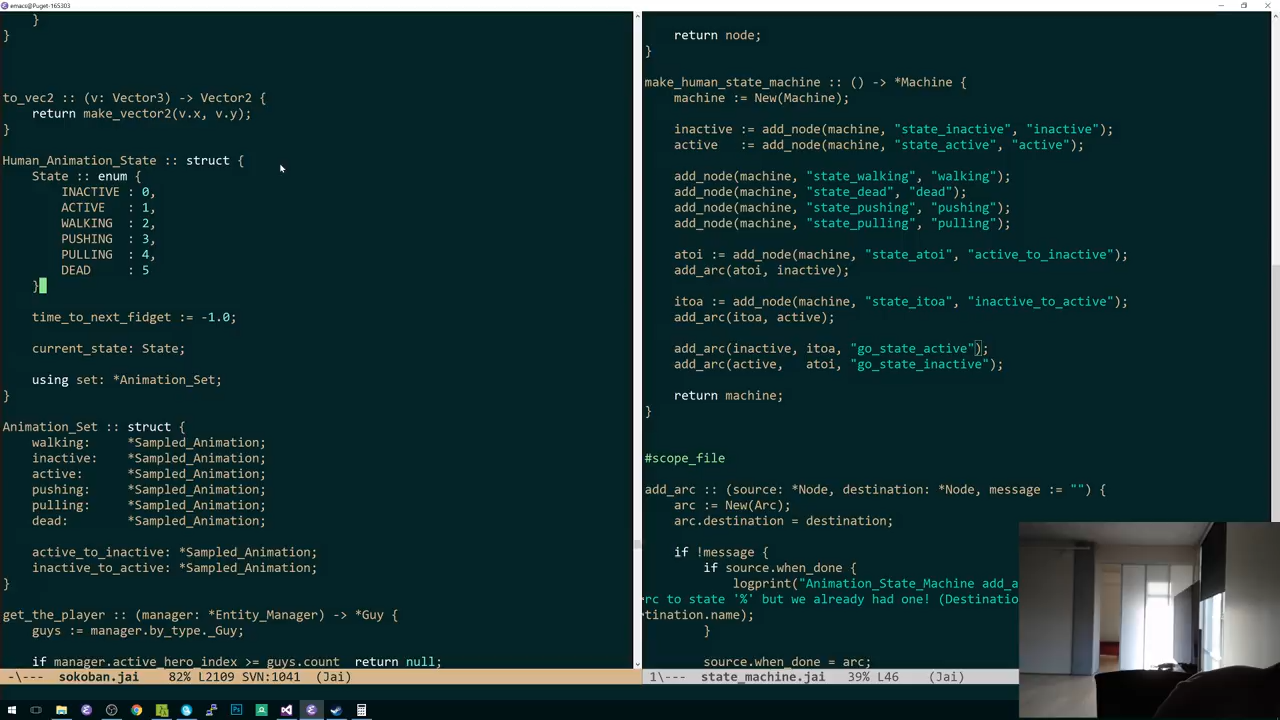 emacs@Puget-165303
    }
}
to_vec2 :: (v: Vector3) -> Vector2 {
    return make_vector2(v.x, v.y);
}
Human_Animation_State :: struct {
    State :: enum {
        INACTIVE : 0,
        ACTIVE   : 1,
        WALKING  : 2,
        PUSHING  : 3,
        PULLING  : 4,
        DEAD     : 5
    }
    time_to_next_fidget := -1.0;
    current_state: State;
    using set: *Animation_Set;
}
Animation_Set :: struct {
    walking:     *Sampled_Animation;
    inactive:    *Sampled_Animation;
    active:      *Sampled_Animation;
    pushing:     *Sampled_Animation;
    pulling:     *Sampled_Animation;
    dead:        *Sampled_Animation;
    active_to_inactive: *Sampled_Animation;
    inactive_to_active: *Sampled_Animation;
}
get_the_player :: (manager: *Entity_Manager) -> *Guy {
    guys := manager.by_type._Guy;
    if manager.active_hero_index >= guys.count  return null;
-\---  sokoban.jai    82% L2109 SVN:1041  (Jai)
    return node;
}
make_human_state_machine :: () -> *Machine {
    machine := New(Machine);
    inactive := add_node(machine, "state_inactive", "inactive");
    active   := add_node(machine, "state_active", "active");
    add_node(machine, "state_walking", "walking");
    add_node(machine, "state_dead", "dead");
    add_node(machine, "state_pushing", "pushing");
    add_node(machine, "state_pulling", "pulling");
    atoi := add_node(machine, "state_atoi", "active_to_inactive");
    add_arc(atoi, inactive);
    itoa := add_node(machine, "state_itoa", "inactive_to_active");
    add_arc(itoa, active);
    add_arc(inactive, itoa, "go_state_active");
    add_arc(active,   atoi, "go_state_inactive");
    return machine;
}
#scope_file
add_arc :: (source: *Node, destination: *Node, message := "") {
    arc := New(Arc);
    arc.destination = destination;
    if !message {
        if source.when_done {
            logprint("Animation_State_Machine add_a
rc to state '%' but we already had one! (Destination
tination.name);
        }
        source.when_done = arc;
1\---  state_machine.jai  39% L46    (Jai)